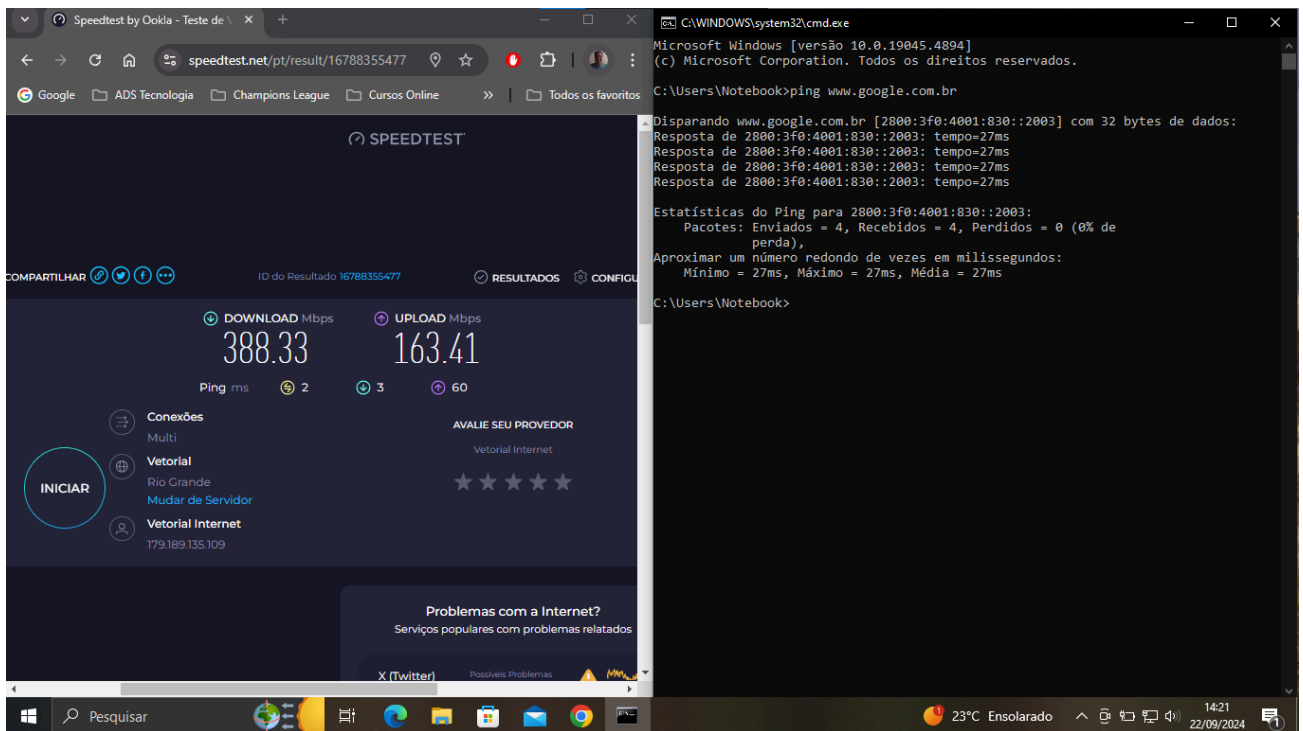 Speedtest by Ookla - Teste de V
speedtest.net/pt/result/16788355477
Google ADS Tecnologia Champions League Cursos Online » Todos os favoritos
SPEEDTEST
COMPARTILHAR ID do Resultado 16788355477 RESULTADOS CONFIGU
DOWNLOAD Mbps UPLOAD Mbps
388.33 163.41
Ping ms 2 3 60
Conexões
Multi
Vetorial
Rio Grande
Mudar de Servidor
Vetorial Internet
179.189.135.109
INICIAR
AVALIE SEU PROVEDOR
Vetorial Internet
Problemas com a Internet?
Serviços populares com problemas relatados
X (Twitter) Possíveis Problemas
C:\WINDOWS\system32\cmd.exe
Microsoft Windows [versão 10.0.19045.4894]
(c) Microsoft Corporation. Todos os direitos reservados.
C:\Users\Notebook>ping www.google.com.br
Disparando www.google.com.br [2800:3f0:4001:830::2003] com 32 bytes de dados:
Resposta de 2800:3f0:4001:830::2003: tempo=27ms
Resposta de 2800:3f0:4001:830::2003: tempo=27ms
Resposta de 2800:3f0:4001:830::2003: tempo=27ms
Resposta de 2800:3f0:4001:830::2003: tempo=27ms
Estatísticas do Ping para 2800:3f0:4001:830::2003:
Pacotes: Enviados = 4, Recebidos = 4, Perdidos = 0 (0% de
perda),
Aproximar um número redondo de vezes em milissegundos:
Mínimo = 27ms, Máximo = 27ms, Média = 27ms
C:\Users\Notebook>
Pesquisar
1
23°C Ensolarado
14:21
22/09/2024
1